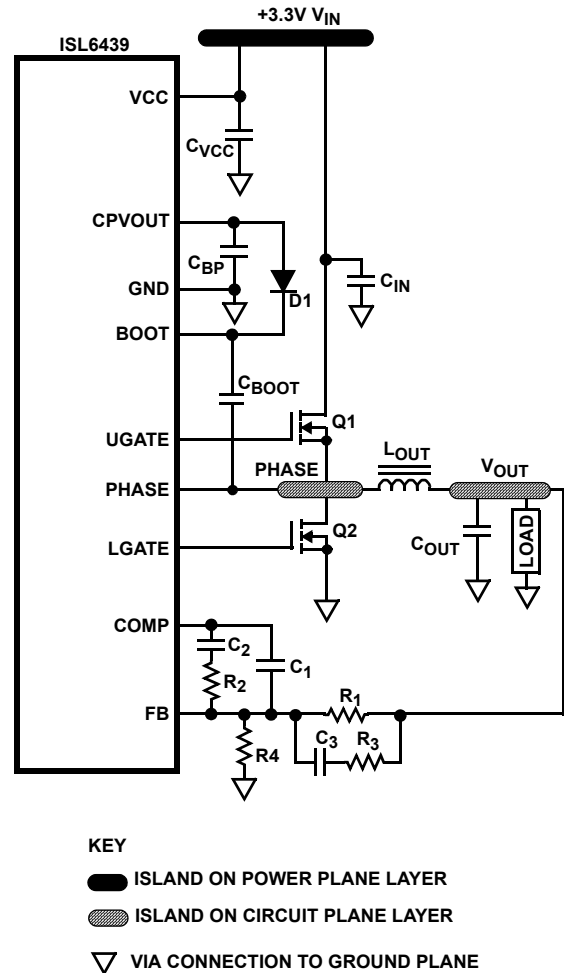 +3.3V VIN
ISL6439
VCC
CVCC
CPVOUT
CBP
D1
GND
CIN
BOOT
CBOOT
Q1
UGATE
LOUT
PHASE
PHASE
VOUT
Q2
COUT
LOAD
LGATE
COMP
C2
C1
R2
R1
FB
C3
R3
R4
KEY
ISLAND ON POWER PLANE LAYER
ISLAND ON CIRCUIT PLANE LAYER
VIA CONNECTION TO GROUND PLANE